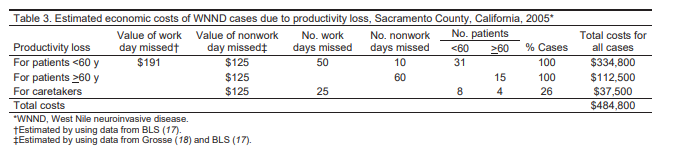 Table 3. Estimated economic costs of WNND cases due to productivity loss, Sacramento County, California, 2005*
Value of work Value of nonwork No. work No. nonwork No. patients Total costs for
Productivity loss day missed† day missed‡ days missed days missed <60 ≥60 % Cases all cases
For patients <60 y $191 $125 50 10 31 100 $334,800
For patients ≥60 y $125 60 15 100 $112,500
For caretakers $125 25 8 4 26 $37,500
Total costs $484,800
*WNND, West Nile neuroinvasive disease.
†Estimated by using data from BLS (17).
‡Estimated by using data from Grosse (18) and BLS (17).